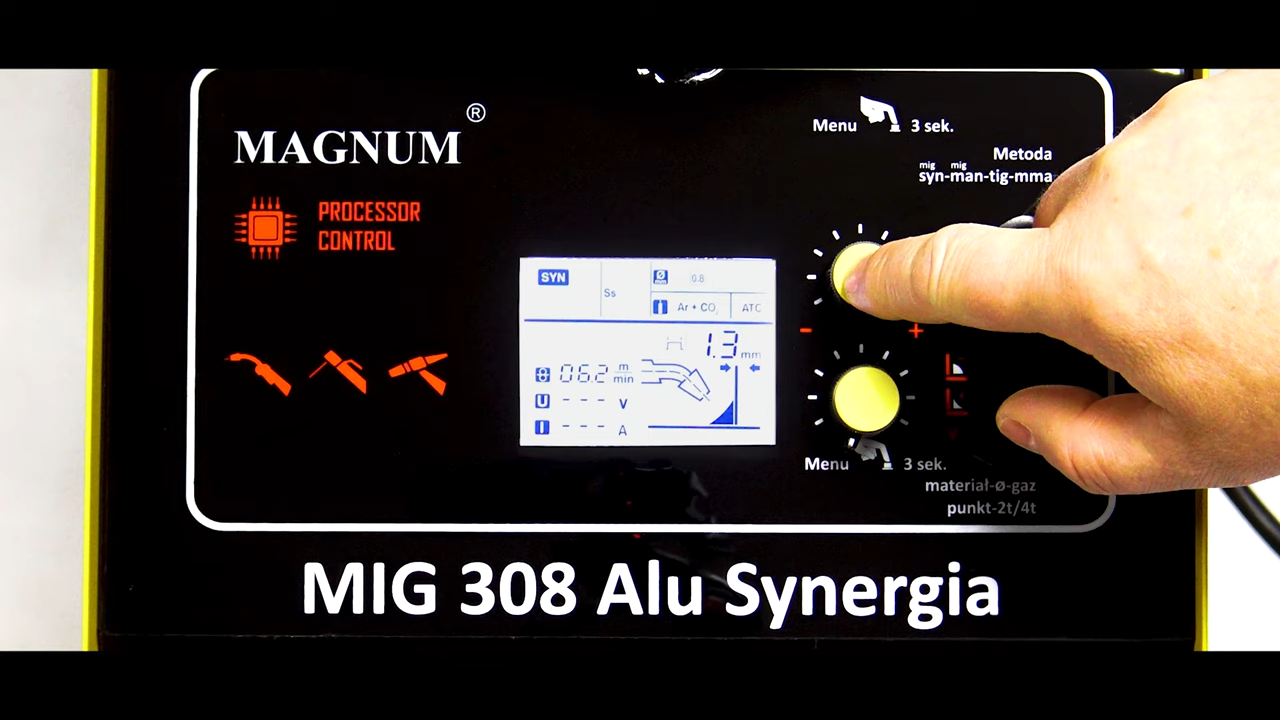 MAGNUM ®
PROCESSOR
CONTROL
Menu 3 sek.
Metoda
mig mig
syn-man-tig-mma
SYN
Ss
0.8
Ar + CO2
ATC
1.3 mm
06.2 m/min
U - - - V
I - - - A
- +
Menu 3 sek.
materiał-ø-gaz
punkt-2t/4t
MIG 308 Alu Synergia